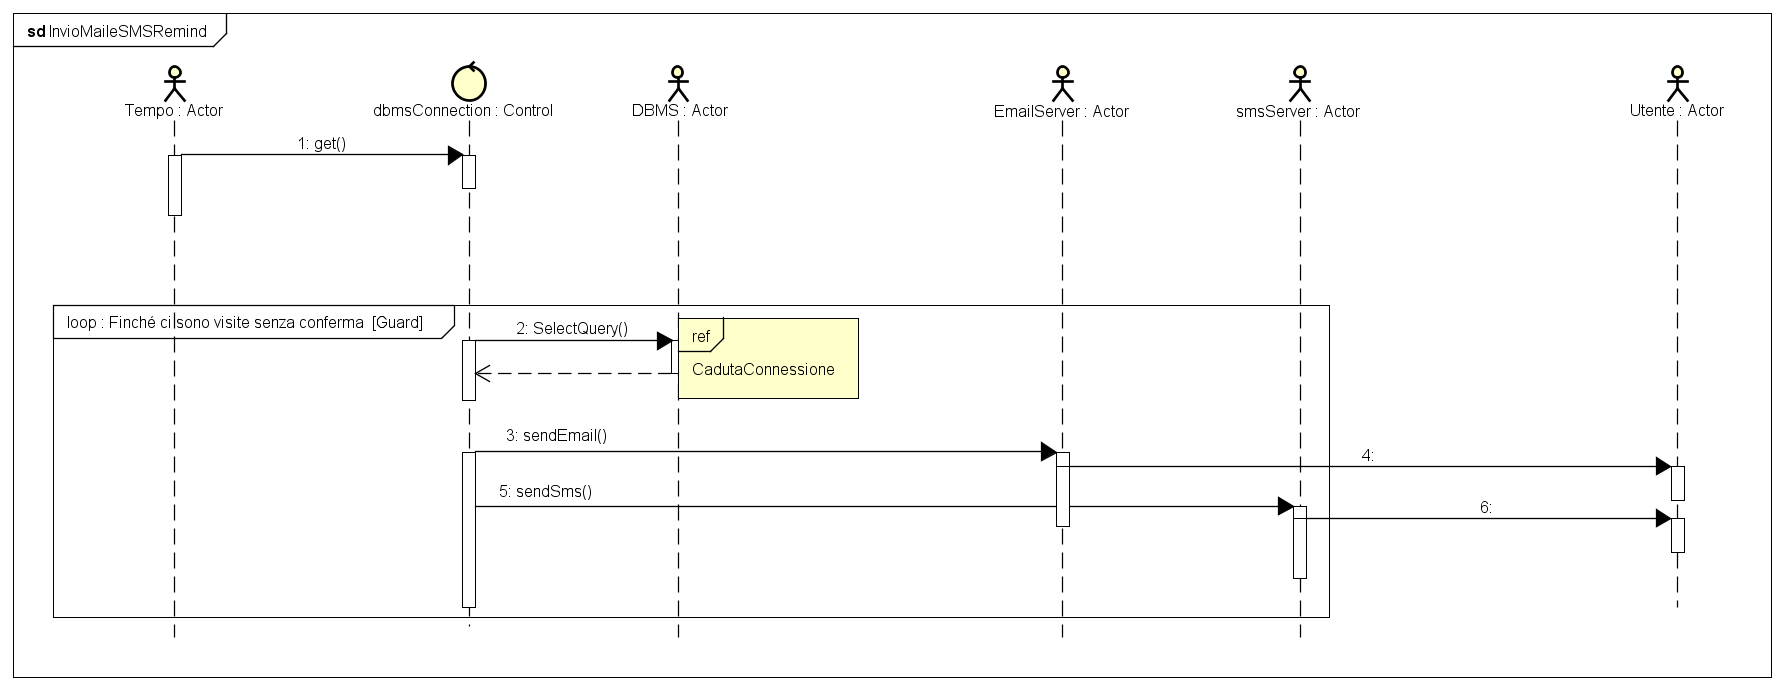 sd InvioMaileSMSRemind
Tempo : Actor
dbmsConnection : Control
DBMS : Actor
EmailServer : Actor
smsServer : Actor
Utente : Actor
1: get()
loop : Finché ci sono visite senza conferma [Guard]
2: SelectQuery()
ref
CadutaConnessione
3: sendEmail()
4:
5: sendSms()
6: